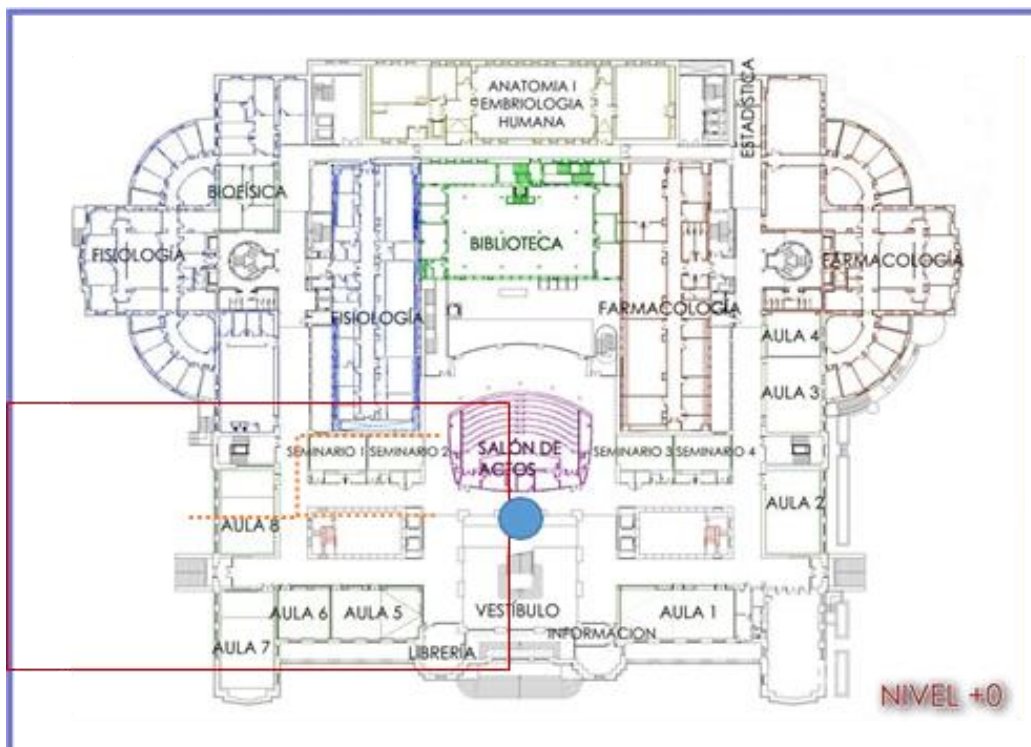 ANATOMIA I
EMBRIOLOGIA
HUMANA
ESTADÍSTICA
BIOFÍSICA
BIBLIOTECA
FISIOLOGÍA
FARMACOLOGÍA
FISIOLOGÍA
FARMACOLOGÍA
AULA 4
AULA 3
SALÓN DE
ACTOS
SEMINARIO 1
SEMINARIO 2
SEMINARIO 3
SEMINARIO 4
AULA 8
AULA 2
AULA 6
AULA 5
VESTÍBULO
AULA 1
INFORMACION
AULA 7
LIBRERÍA
NIVEL +0